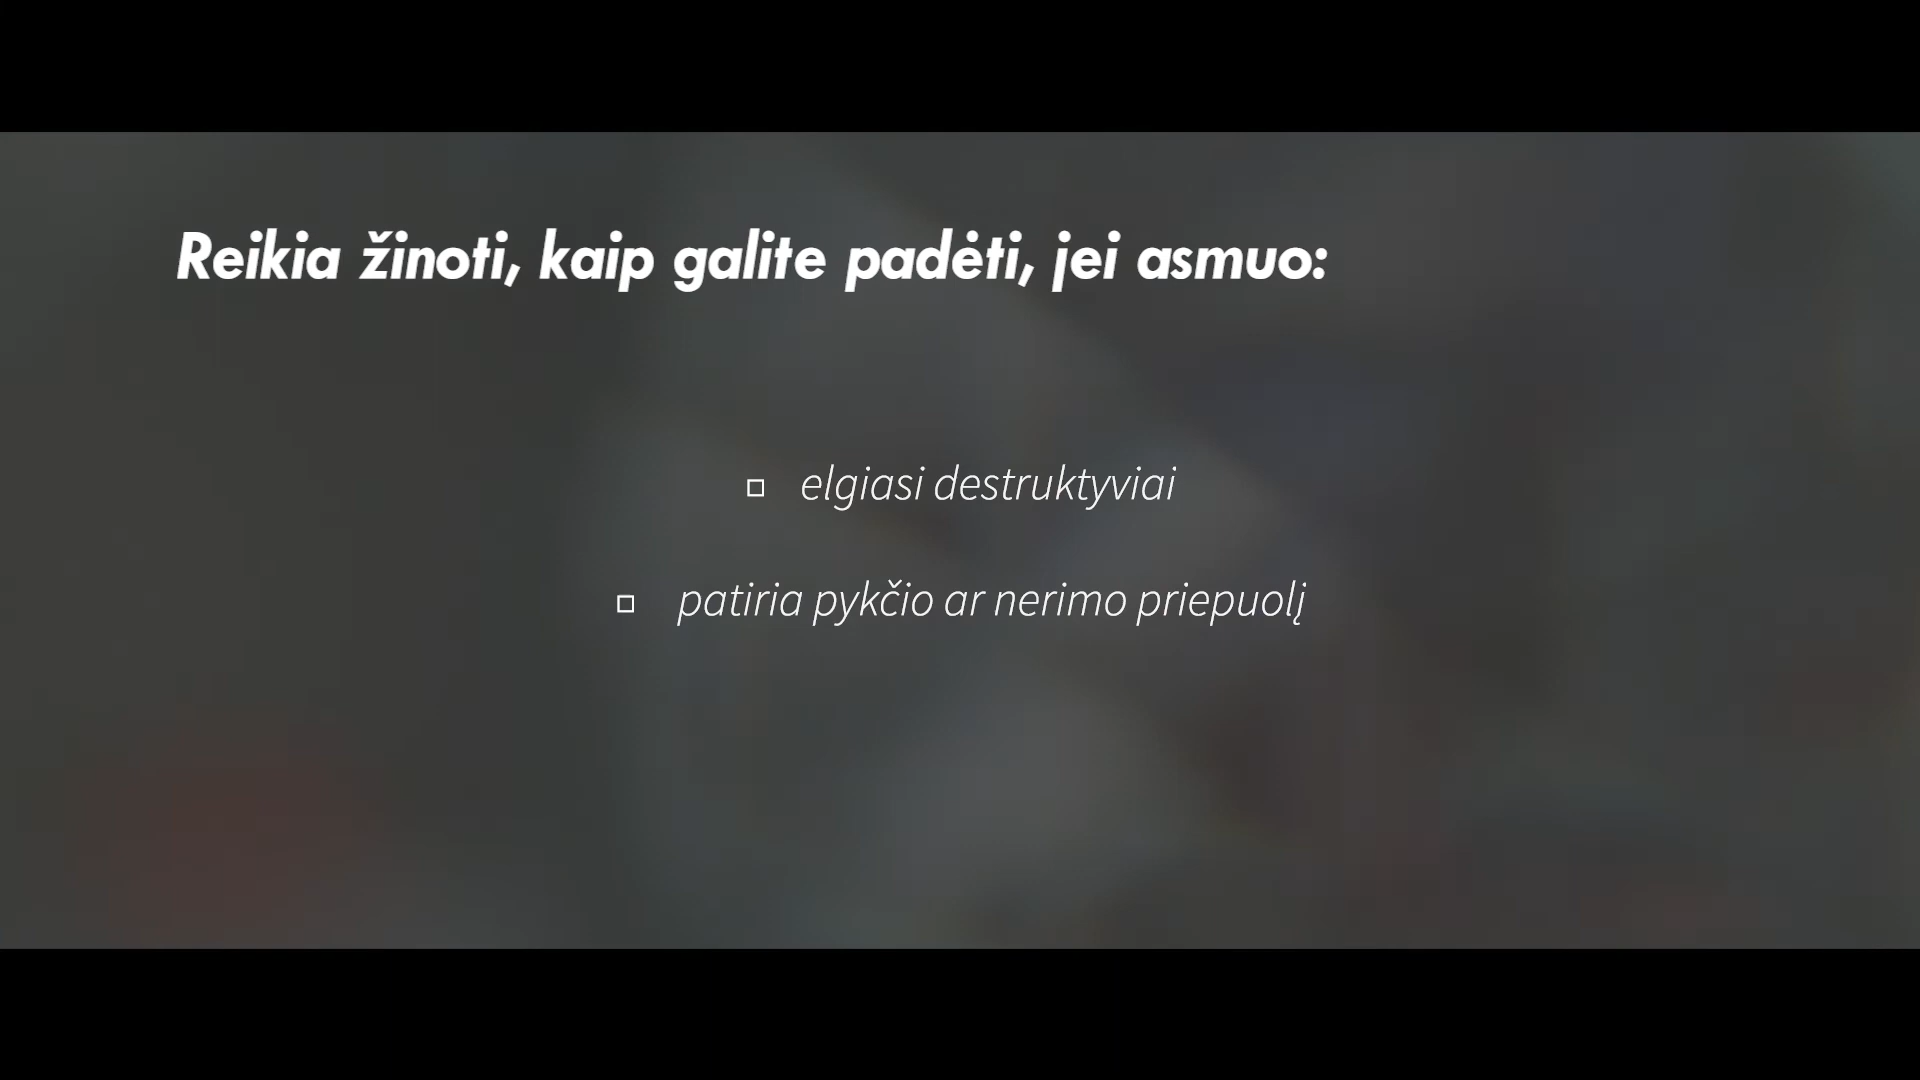 Reikia žinoti, kaip galite padėti, jei asmuo:
▫ elgiasi destruktyviai
▫ patiria pykčio ar nerimo priepuolį